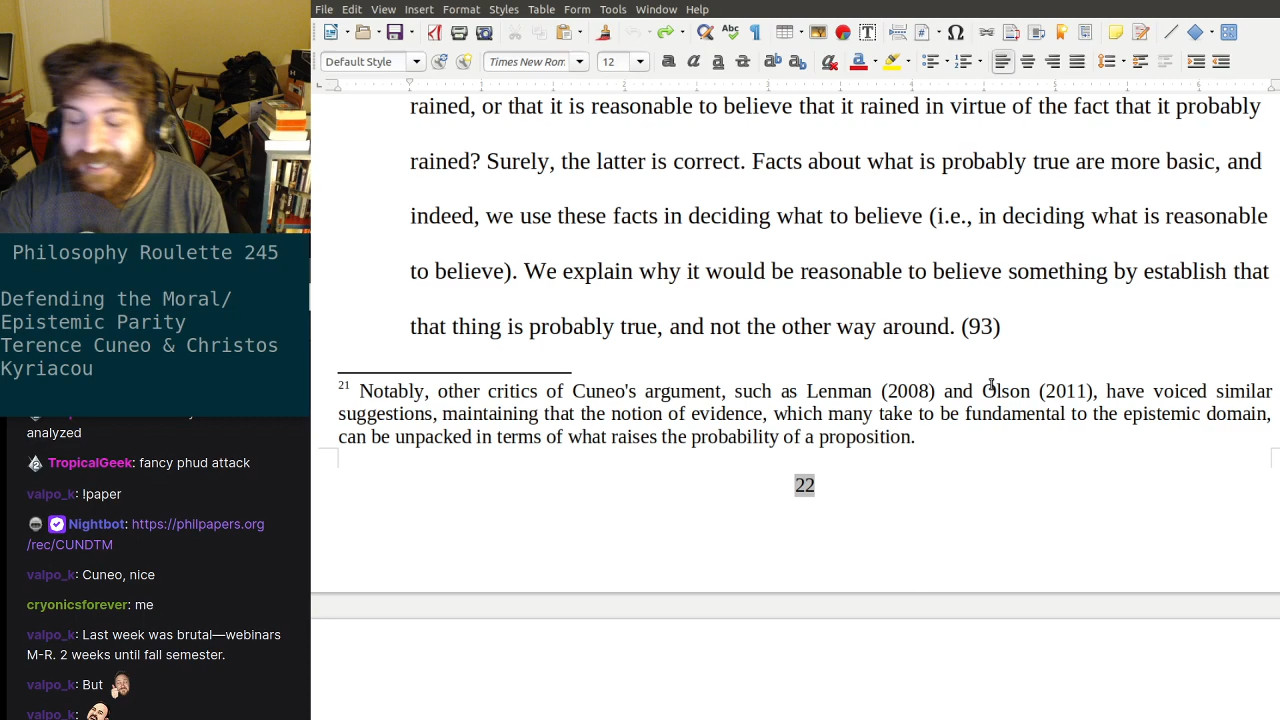 File Edit View Insert Format Styles Table Form Tools Window Help
Default Style Times New Rom 12
1 2 3 4 5 6
rained, or that it is reasonable to believe that it rained in virtue of the fact that it probably
rained? Surely, the latter is correct. Facts about what is probably true are more basic, and
indeed, we use these facts in deciding what to believe (i.e., in deciding what is reasonable
to believe). We explain why it would be reasonable to believe something by establish that
that thing is probably true, and not the other way around. (93)
21 Notably, other critics of Cuneo's argument, such as Lenman (2008) and Olson (2011), have voiced similar
suggestions, maintaining that the notion of evidence, which many take to be fundamental to the epistemic domain,
can be unpacked in terms of what raises the probability of a proposition.
22
Philosophy Roulette 245
Defending the Moral/
Epistemic Parity
Terence Cuneo & Christos
Kyriacou
analyzed
TropicalGeek: fancy phud attack
valpo_k: !paper
Nightbot: https://philpapers.org
/rec/CUNDTM
valpo_k: Cuneo, nice
cryonicsforever: me
valpo_k: Last week was brutal—webinars
M-R. 2 weeks until fall semester.
valpo_k: But
valpo_k: